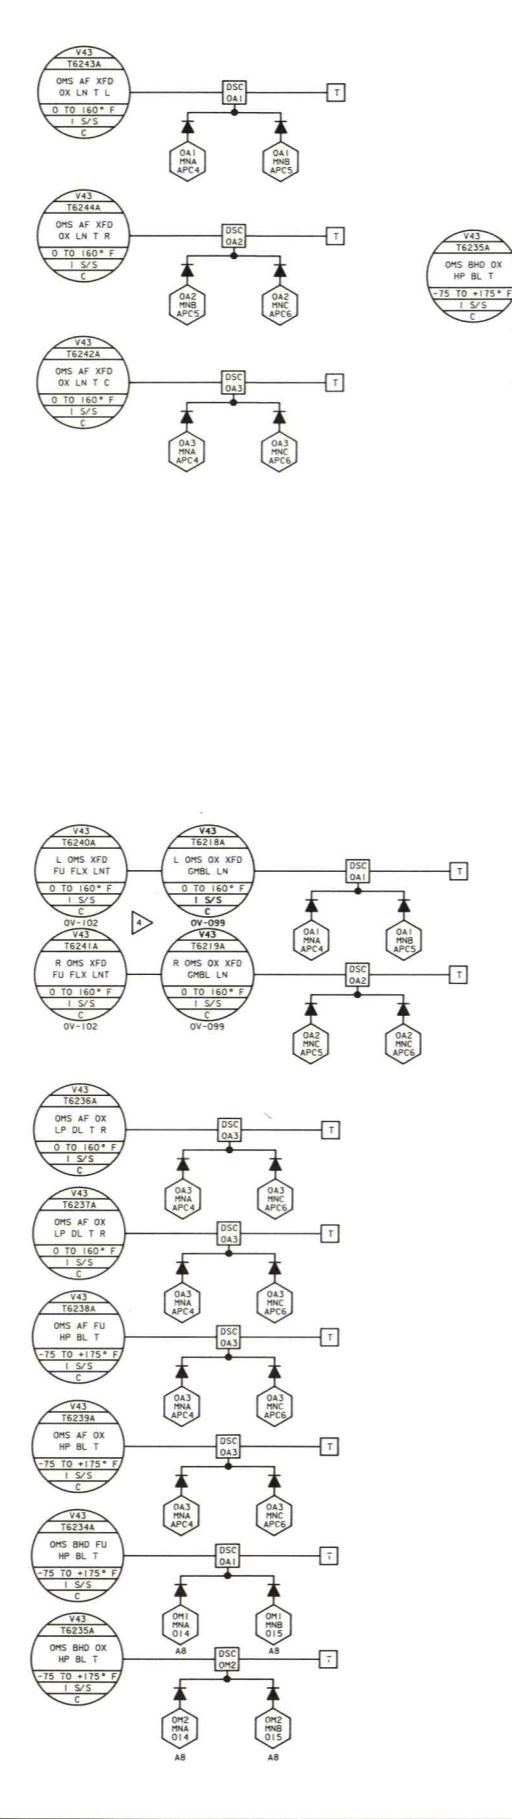 V43
T6243A
OMS AF XFD
OX LN T L
0 TO 160° F
1 S/S
C
DSC
OA1
T
OA1
MNA
APC4
OA1
MNB
APC5
V43
T6244A
OMS AF XFD
OX LN T R
0 TO 160° F
1 S/S
C
DSC
OA2
T
OA2
MNB
APC5
OA2
MNC
APC6
V43
T6235A
OMS BHD OX
HP BL T
-75 TO +175° F
1 S/S
C
V43
T6242A
OMS AF XFD
OX LN T C
0 TO 160° F
1 S/S
C
DSC
OA3
T
OA3
MNA
APC4
OA3
MNC
APC6
V43
T6240A
L OMS XFD
FU FLX LNT
0 TO 160° F
1 S/S
C
OV-102
V43
T6218A
L OMS OX XFD
GMBL LN
0 TO 160° F
1 S/S
C
OV-099
DSC
OA1
T
OA1
MNA
APC4
OA1
MNB
APC5
4
V43
T6241A
R OMS XFD
FU FLX LNT
0 TO 160° F
1 S/S
C
OV-102
V43
T6219A
R OMS OX XFD
GMBL LN
0 TO 160° F
1 S/S
C
OV-099
DSC
OA2
T
OA2
MNC
APC5
OA2
MNC
APC6
V43
T6236A
OMS AF OX
LP DL T R
0 TO 160° F
1 S/S
C
DSC
OA3
T
OA3
MNA
APC4
OA3
MNC
APC6
V43
T6237A
OMS AF OX
LP DL T R
0 TO 160° F
1 S/S
C
DSC
OA3
T
OA3
MNA
APC4
OA3
MNC
APC6
V43
T6238A
OMS AF FU
HP BL T
-75 TO +175° F
1 S/S
C
DSC
OA3
T
OA3
MNA
APC4
OA3
MNC
APC6
V43
T6239A
OMS AF OX
HP BL T
-75 TO +175° F
1 S/S
C
DSC
OA3
T
OA3
MNA
APC4
OA3
MNC
APC6
V43
T6234A
OMS BHD FU
HP BL T
-75 TO +175° F
1 S/S
C
DSC
OA1
T
OM1
MNA
O14
A8
OM1
MNB
O15
A8
V43
T6235A
OMS BHD OX
HP BL T
-75 TO +175° F
1 S/S
C
DSC
OM2
T
OM2
MNA
O14
A8
OM2
MNB
O15
A8